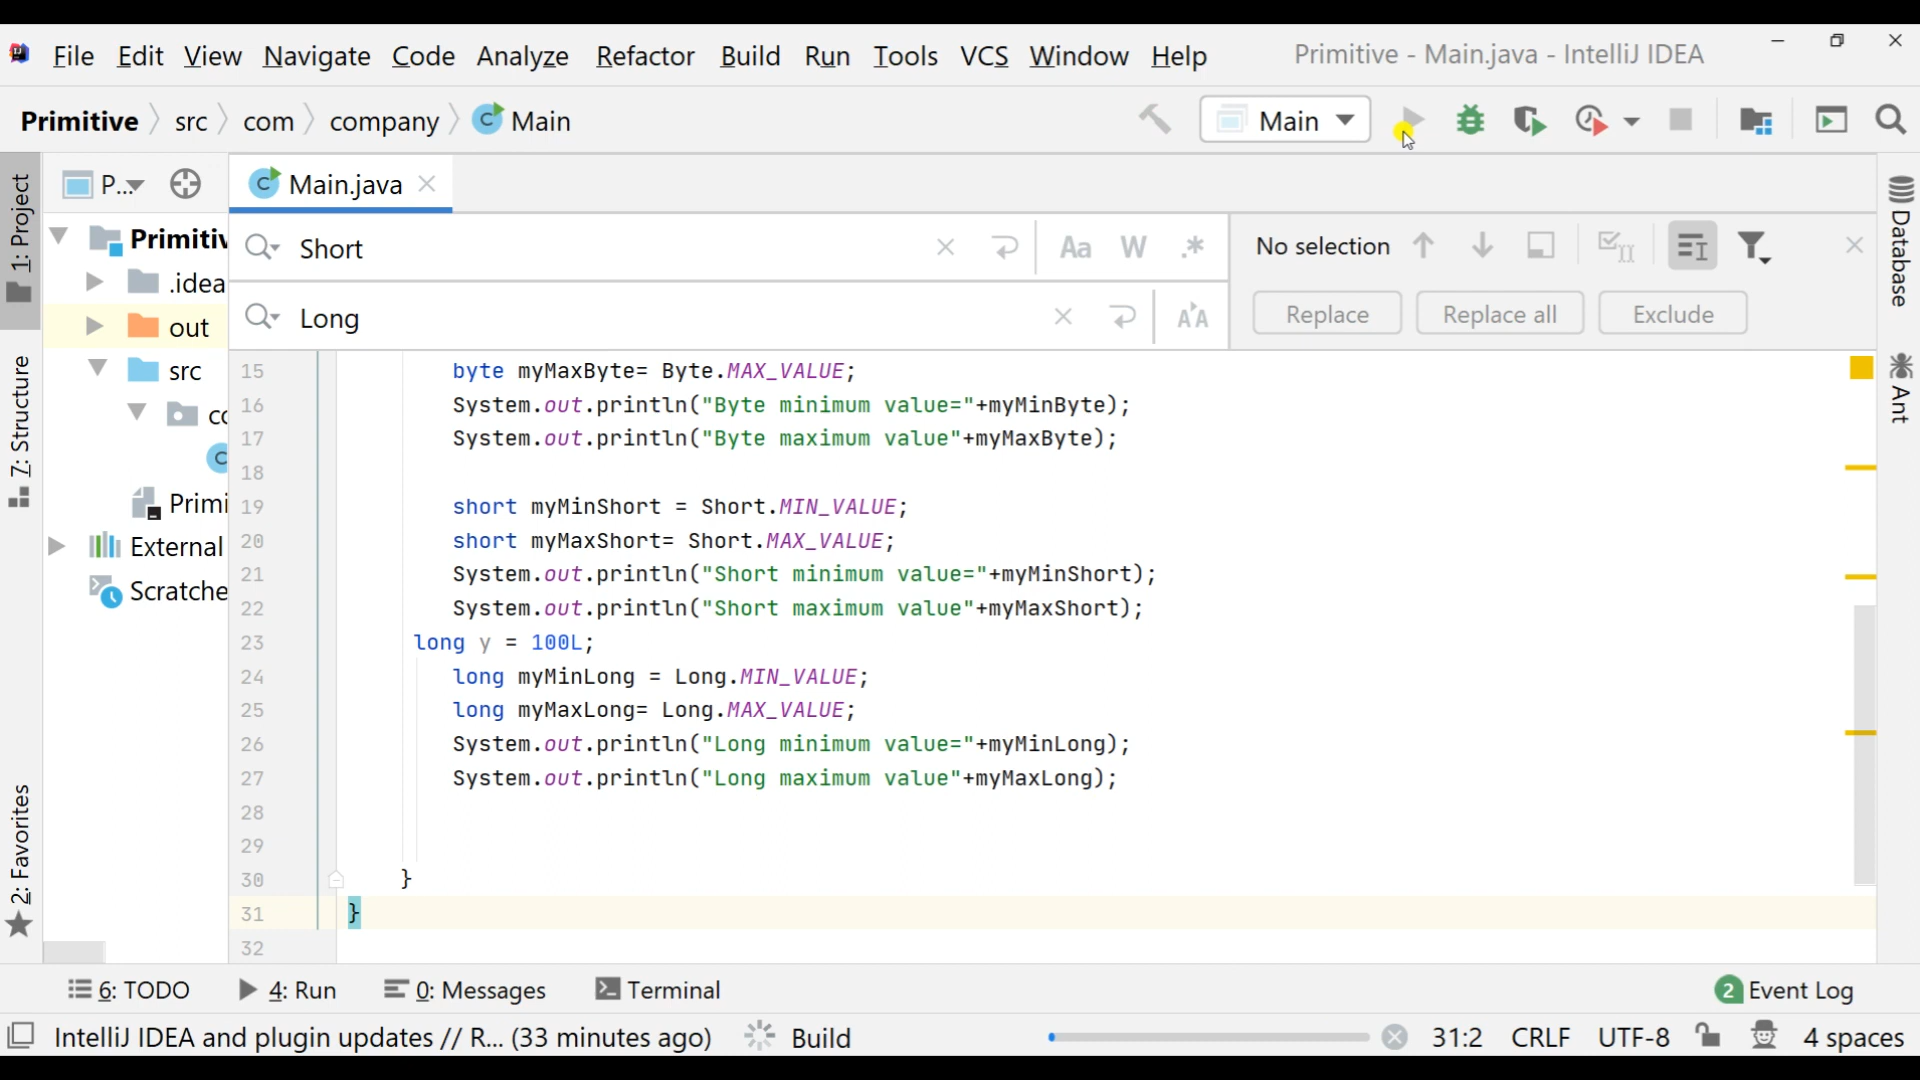 File Edit View Navigate Code Analyze Refactor Build Run Tools VCS Window Help Primitive - Main.java - IntelliJ IDEA
Primitive src com company Main Main
1: Project
7: Structure
2: Favorites
P...
Primitiv
.idea
out
src
co
Primi
External
Scratche
Main.java
Short Aa W .* No selection
Long Replace Replace all Exclude
15 byte myMaxByte= Byte.MAX_VALUE;
16 System.out.println("Byte minimum value="+myMinByte);
17 System.out.println("Byte maximum value"+myMaxByte);
18
19 short myMinShort = Short.MIN_VALUE;
20 short myMaxShort= Short.MAX_VALUE;
21 System.out.println("Short minimum value="+myMinShort);
22 System.out.println("Short maximum value"+myMaxShort);
23 long y = 100L;
24 long myMinLong = Long.MIN_VALUE;
25 long myMaxLong= Long.MAX_VALUE;
26 System.out.println("Long minimum value="+myMinLong);
27 System.out.println("Long maximum value"+myMaxLong);
28
29
30 }
31 }
32
Database
Ant
6: TODO 4: Run 0: Messages Terminal 2 Event Log
IntelliJ IDEA and plugin updates // R... (33 minutes ago) Build 31:2 CRLF UTF-8 4 spaces